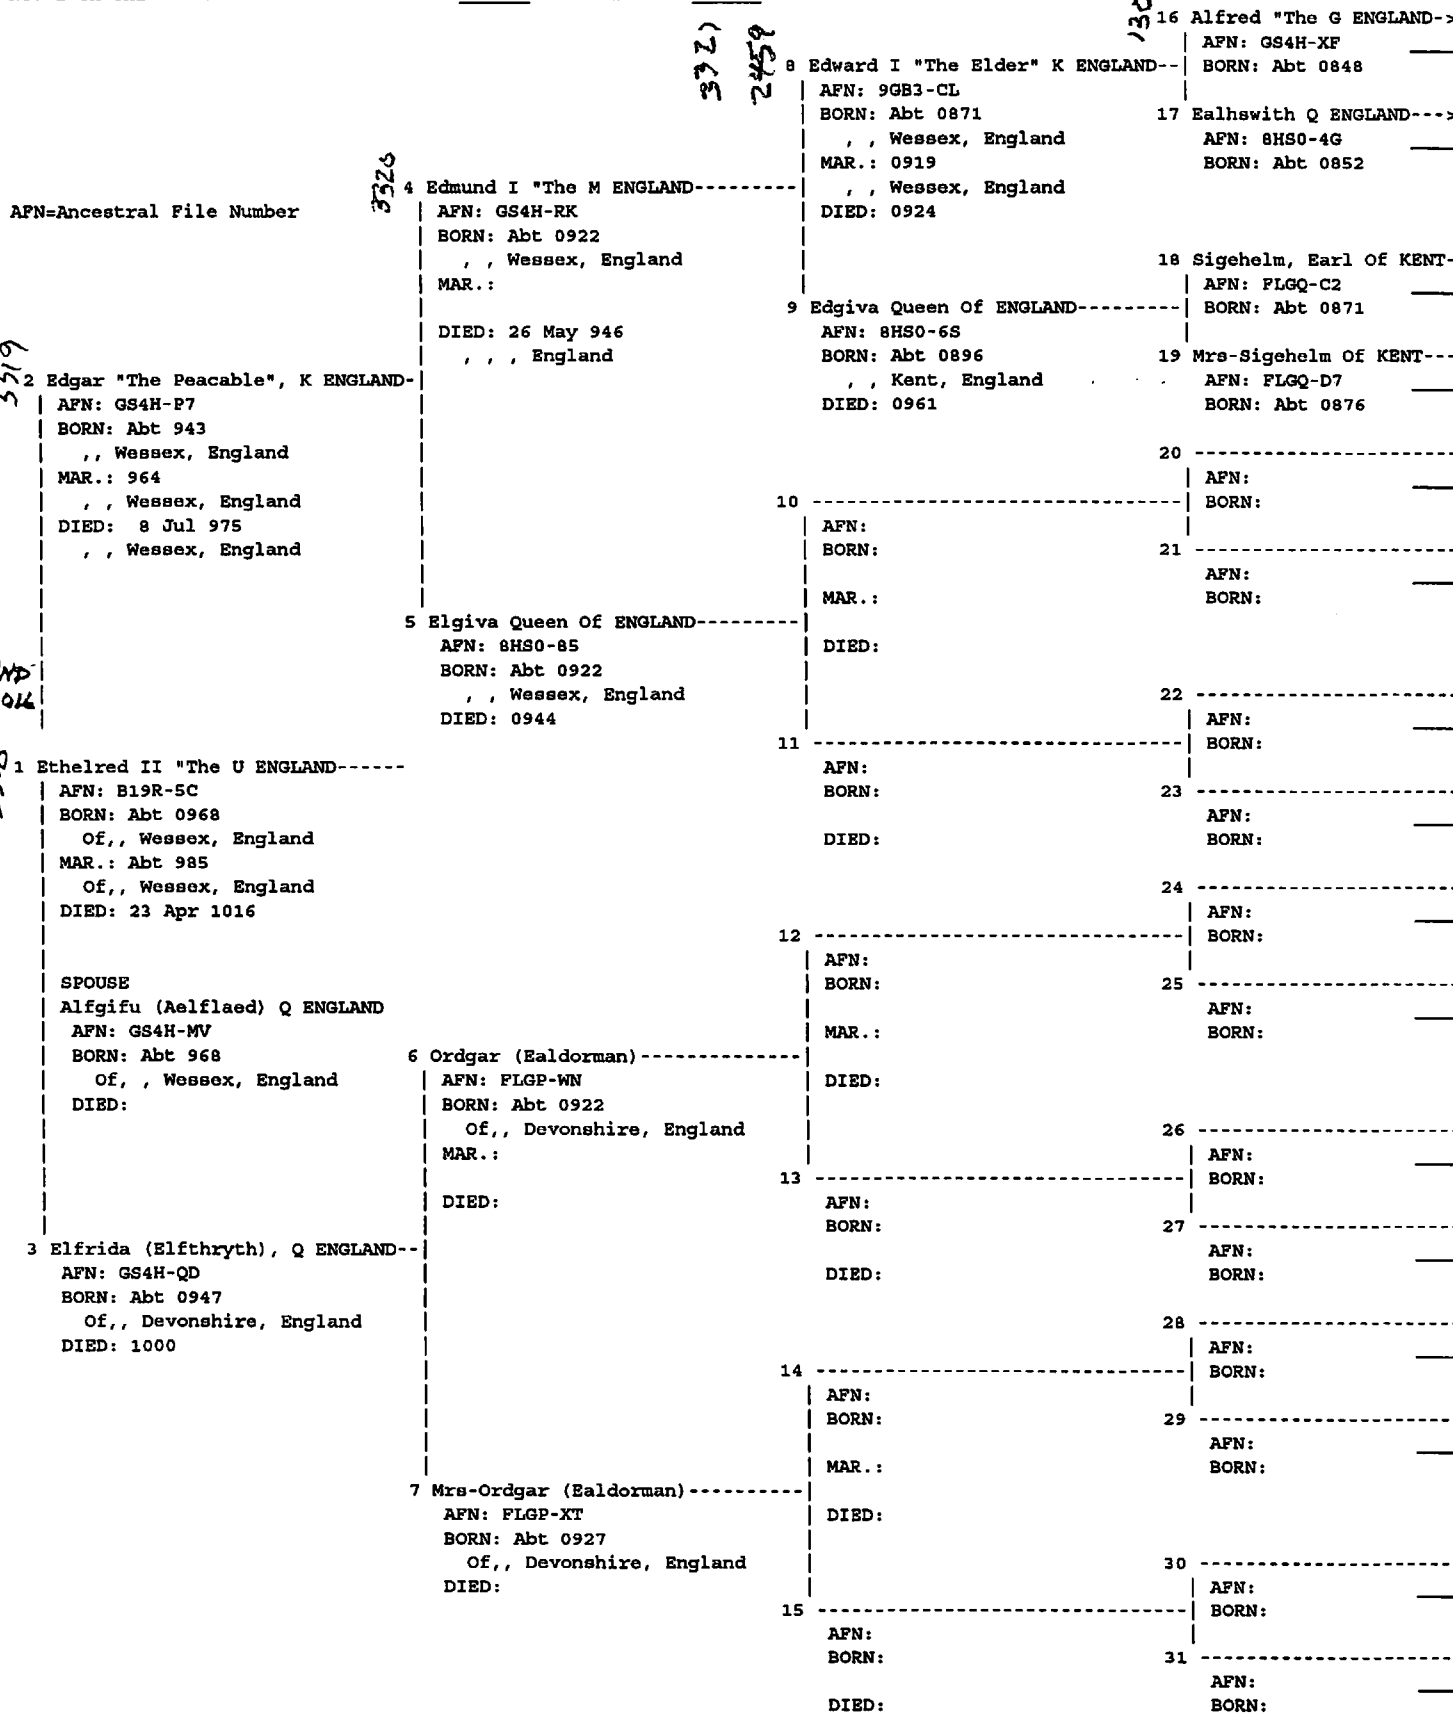 16 Alfred "The G ENGLAND->
AFN: GS4H-XF
BORN: Abt 0848
3321
2459
8 Edward I "The Elder" K ENGLAND--
AFN: 9GB3-CL
BORN: Abt 0871
, , Wessex, England
MAR.: 0919
, , Wessex, England
DIED: 0924
17 Ealhswith Q ENGLAND--->
AFN: 8HS0-4G
BORN: Abt 0852
3320
4 Edmund I "The M ENGLAND---------
AFN: GS4H-RK
BORN: Abt 0922
, , Wessex, England
MAR.:
DIED: 26 May 946
, , , England
AFN=Ancestral File Number
18 Sigehelm, Earl Of KENT-
AFN: FLGQ-C2
BORN: Abt 0871
9 Edgiva Queen Of ENGLAND---------
AFN: 8HS0-6S
BORN: Abt 0896
, , Kent, England
DIED: 0961
19 Mrs-Sigehelm Of KENT---
AFN: FLGQ-D7
BORN: Abt 0876
3319
2 Edgar "The Peacable", K ENGLAND-
AFN: GS4H-P7
BORN: Abt 943
,, Wessex, England
MAR.: 964
, , Wessex, England
DIED: 8 Jul 975
, , Wessex, England
20
AFN:
BORN:
10
AFN:
BORN:
MAR.:
DIED:
21
AFN:
BORN:
5 Elgiva Queen Of ENGLAND---------
AFN: 8HS0-85
BORN: Abt 0922
, , Wessex, England
DIED: 0944
22
AFN:
BORN:
11
AFN:
BORN:
DIED:
23
AFN:
BORN:
1 Ethelred II "The U ENGLAND------
AFN: B19R-5C
BORN: Abt 0968
Of,, Wessex, England
MAR.: Abt 985
Of,, Wessex, England
DIED: 23 Apr 1016
SPOUSE
Alfgifu (Aelflaed) Q ENGLAND
AFN: GS4H-MV
BORN: Abt 968
Of, , Wessex, England
DIED:
24
AFN:
BORN:
12
AFN:
BORN:
MAR.:
DIED:
25
AFN:
BORN:
6 Ordgar (Ealdorman)--------------
AFN: FLGP-WN
BORN: Abt 0922
Of,, Devonshire, England
MAR.:
DIED:
26
AFN:
BORN:
13
AFN:
BORN:
DIED:
27
AFN:
BORN:
3 Elfrida (Elfthryth), Q ENGLAND--
AFN: GS4H-QD
BORN: Abt 0947
Of,, Devonshire, England
DIED: 1000
28
AFN:
BORN:
14
AFN:
BORN:
MAR.:
DIED:
29
AFN:
BORN:
7 Mrs-Ordgar (Ealdorman)----------
AFN: FLGP-XT
BORN: Abt 0927
Of,, Devonshire, England
DIED:
30
AFN:
BORN:
15
AFN:
BORN:
DIED:
31
AFN:
BORN: